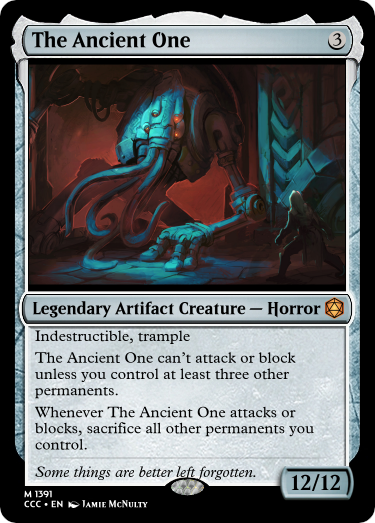 The Ancient One 3
Legendary Artifact Creature — Horror
Indestructible, trample
The Ancient One can't attack or block
unless you control at least three other
permanents.
Whenever The Ancient One attacks or
blocks, sacrifice all other permanents you
control.
Some things are better left forgotten.
12/12
M 1391
CCC • EN Jamie McNulty